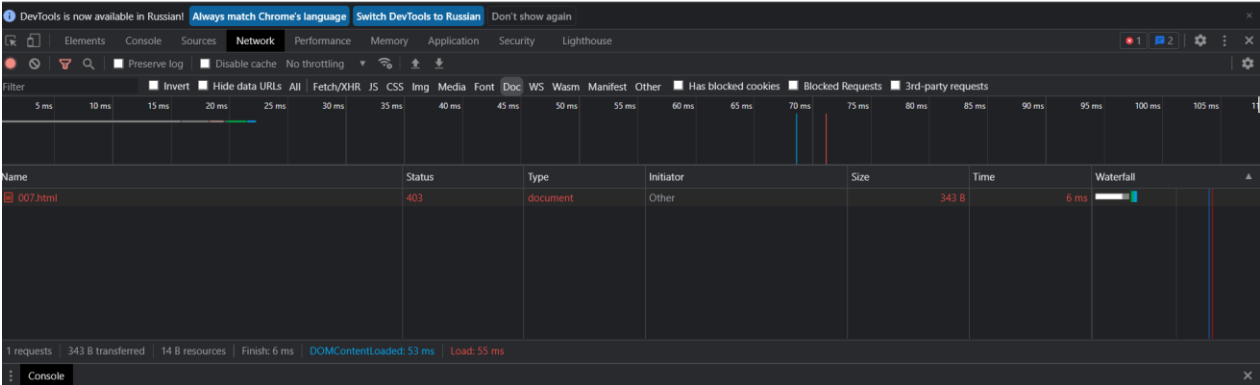 DevTools is now available in Russian! Always match Chrome's language Switch DevTools to Russian Don't show again
Elements Console Sources Network Performance Memory Application Security Lighthouse 1 2
Preserve log Disable cache No throttling
Filter Invert Hide data URLs All Fetch/XHR JS CSS Img Media Font Doc WS Wasm Manifest Other Has blocked cookies Blocked Requests 3rd-party requests
5 ms 10 ms 15 ms 20 ms 25 ms 30 ms 35 ms 40 ms 45 ms 50 ms 55 ms 60 ms 65 ms 70 ms 75 ms 80 ms 85 ms 90 ms 95 ms 100 ms 105 ms 11
Name Status Type Initiator Size Time Waterfall
007.html 403 document Other 343 B 6 ms
1 requests 343 B transferred 14 B resources Finish: 6 ms DOMContentLoaded: 53 ms Load: 55 ms
Console